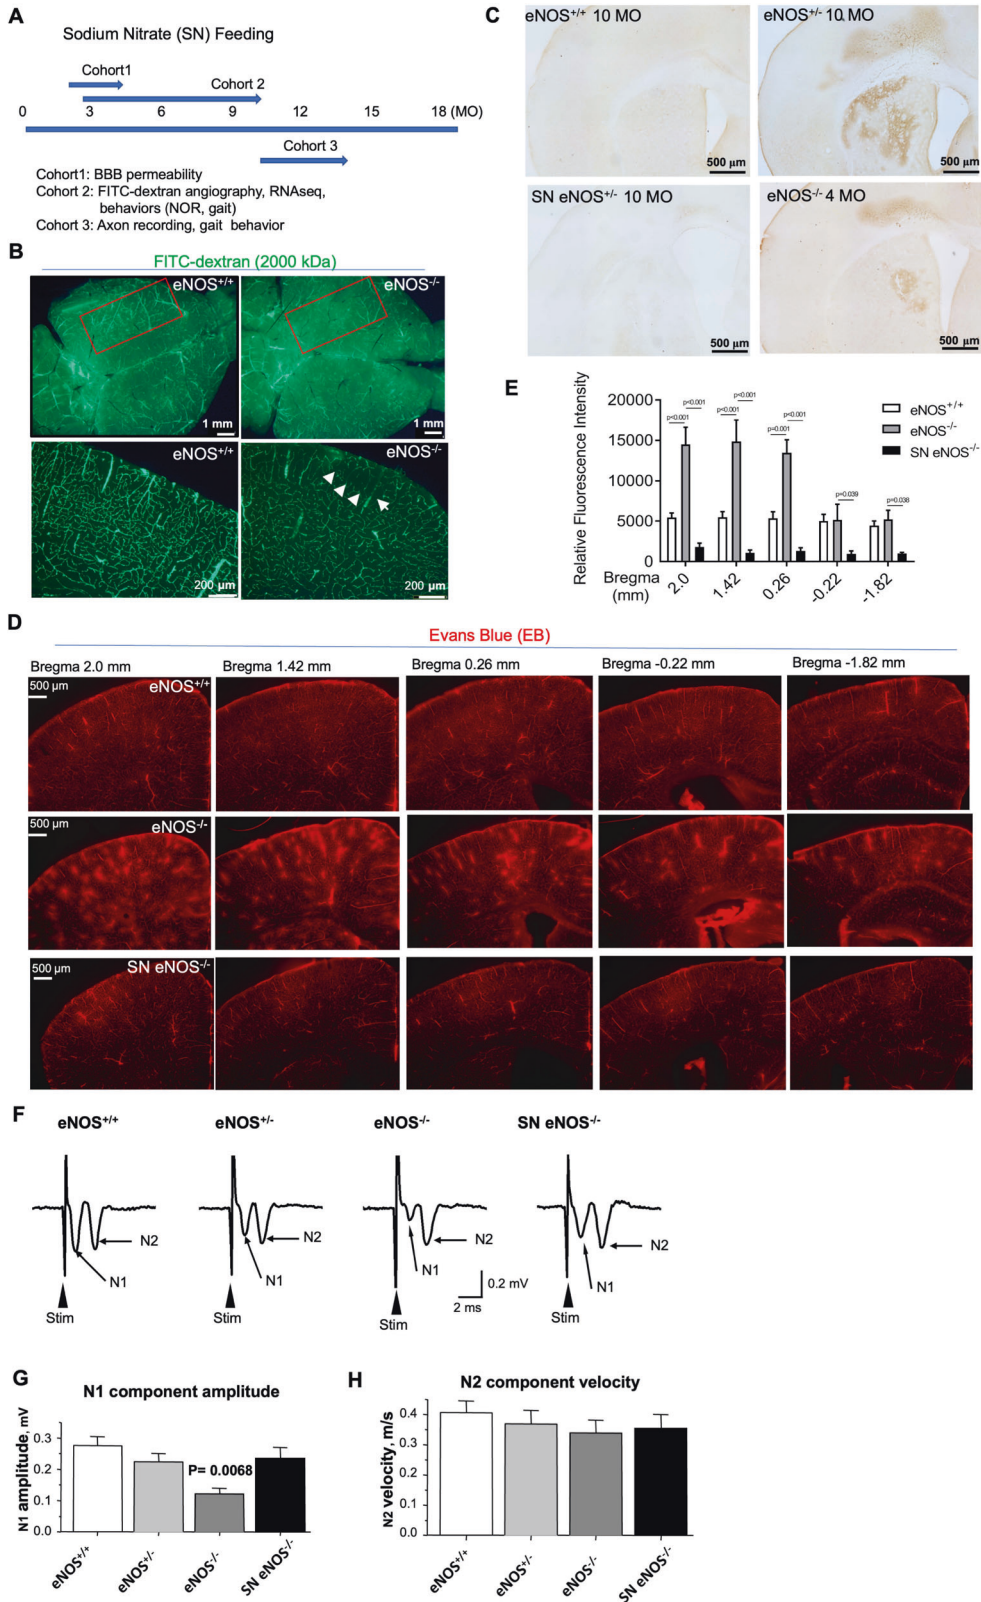 A
Sodium Nitrate (SN) Feeding
Cohort1
Cohort 2
0 3 6 9 12 15 18 (MO)
Cohort 3
Cohort1: BBB permeability
Cohort 2: FITC-dextran angiography, RNAseq,
behaviors (NOR, gait)
Cohort 3: Axon recording, gait behavior
B
FITC-dextran (2000 kDa)
eNOS+/+
1 mm
eNOS-/-
1 mm
eNOS+/+
200 µm
eNOS-/-
200 µm
C
eNOS+/+ 10 MO
500 µm
eNOS+/- 10 MO
500 µm
SN eNOS+/- 10 MO
500 µm
eNOS-/- 4 MO
500 µm
E
Relative Fluorescence Intensity
20000
15000
10000
5000
0
p<0.001
p<0.001
p<0.001
p<0.001
p<0.001
p<0.001
p=0.039
p=0.038
eNOS+/+
eNOS-/-
SN eNOS-/-
Bregma
(mm)
2.0 1.42 0.26 -0.22 -1.82
D
Evans Blue (EB)
Bregma 2.0 mm
Bregma 1.42 mm
Bregma 0.26 mm
Bregma -0.22 mm
Bregma -1.82 mm
500 µm
eNOS+/+
500 µm
eNOS-/-
500 µm
SN eNOS-/-
F
eNOS+/+
eNOS+/-
eNOS-/-
SN eNOS-/-
N2
N1
Stim
N2
N1
Stim
N2
N1
0.2 mV
2 ms
Stim
N2
N1
Stim
G
N1 component amplitude
N1 amplitude, mV
0.3
0.2
0.1
0.0
P= 0.0068
eNOS+/+
eNOS+/-
eNOS-/-
SN eNOS-/-
H
N2 component velocity
N2 velocity, m/s
0.4
0.3
0.2
0.1
0.0
eNOS+/+
eNOS+/-
eNOS-/-
SN eNOS-/-